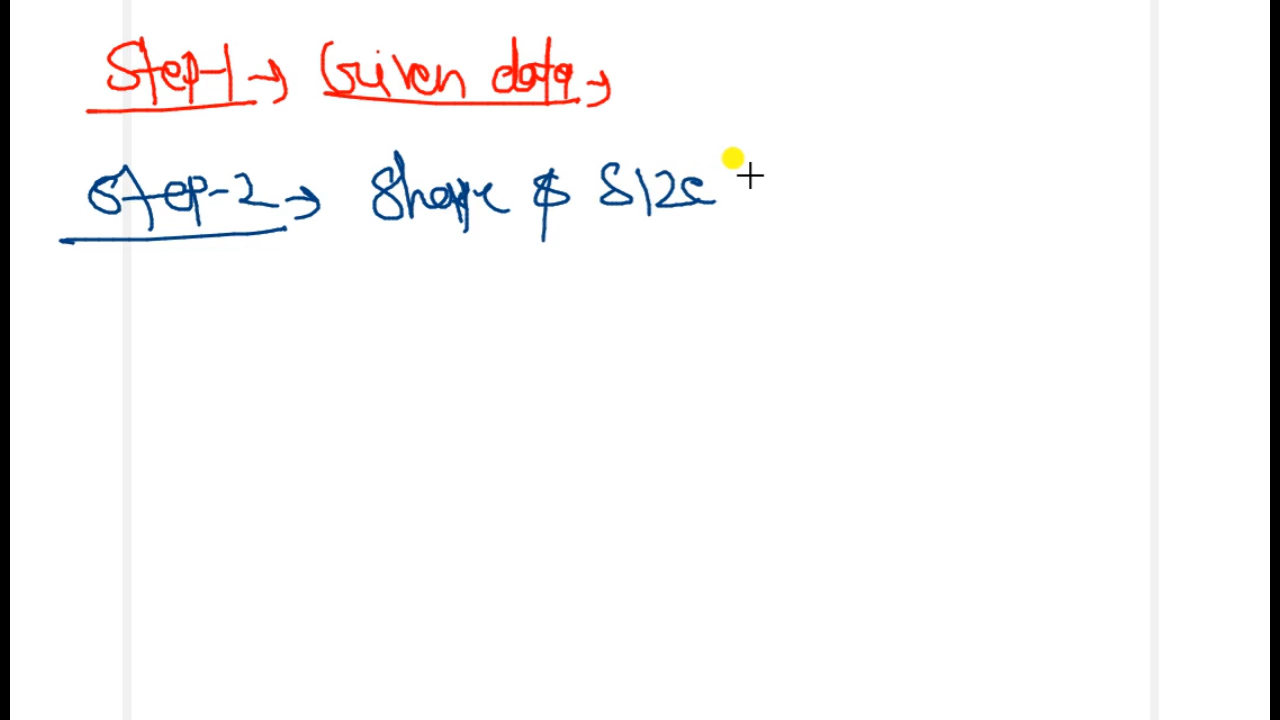 Step-1 → Given data →
Step-2 → Shape & Size